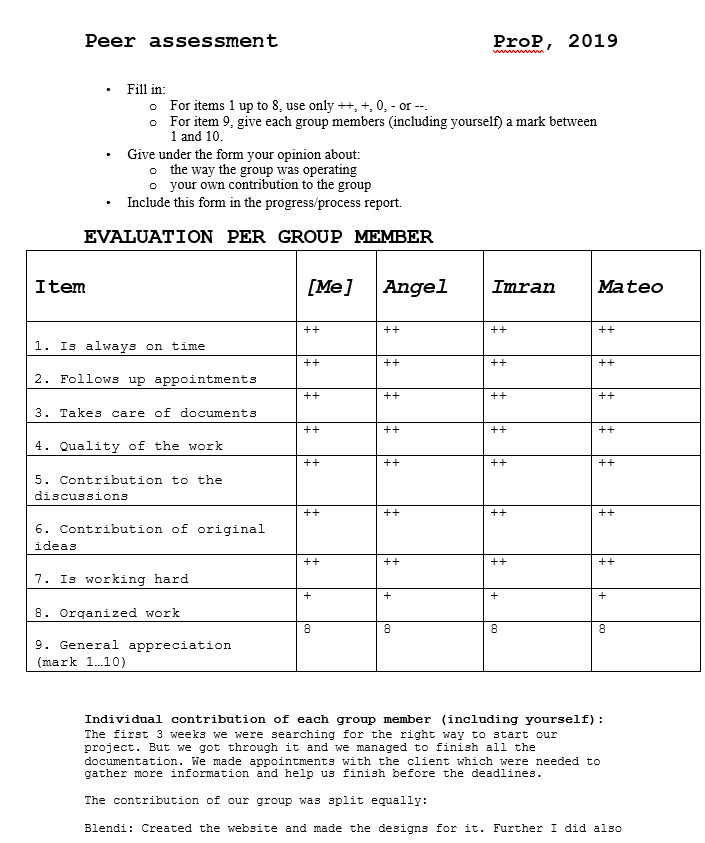 Peer assessment ProP, 2019
• Fill in:
o For items 1 up to 8, use only ++, +, 0, - or --.
o For item 9, give each group members (including yourself) a mark between
1 and 10.
• Give under the form your opinion about:
o the way the group was operating
o your own contribution to the group
• Include this form in the progress/process report.
EVALUATION PER GROUP MEMBER
Item [Me] Angel Imran Mateo
1. Is always on time ++ ++ ++ ++
2. Follows up appointments ++ ++ ++ ++
3. Takes care of documents ++ ++ ++ ++
4. Quality of the work ++ ++ ++ ++
5. Contribution to the ++ ++ ++ ++
discussions
6. Contribution of original ++ ++ ++ ++
ideas
7. Is working hard ++ ++ ++ ++
8. Organized work + + + +
9. General appreciation 8 8 8 8
(mark 1…10)
Individual contribution of each group member (including yourself):
The first 3 weeks we were searching for the right way to start our
project. But we got through it and we managed to finish all the
documentation. We made appointments with the client which were needed to
gather more information and help us finish before the deadlines.
The contribution of our group was split equally:
Blendi: Created the website and made the designs for it. Further I did also